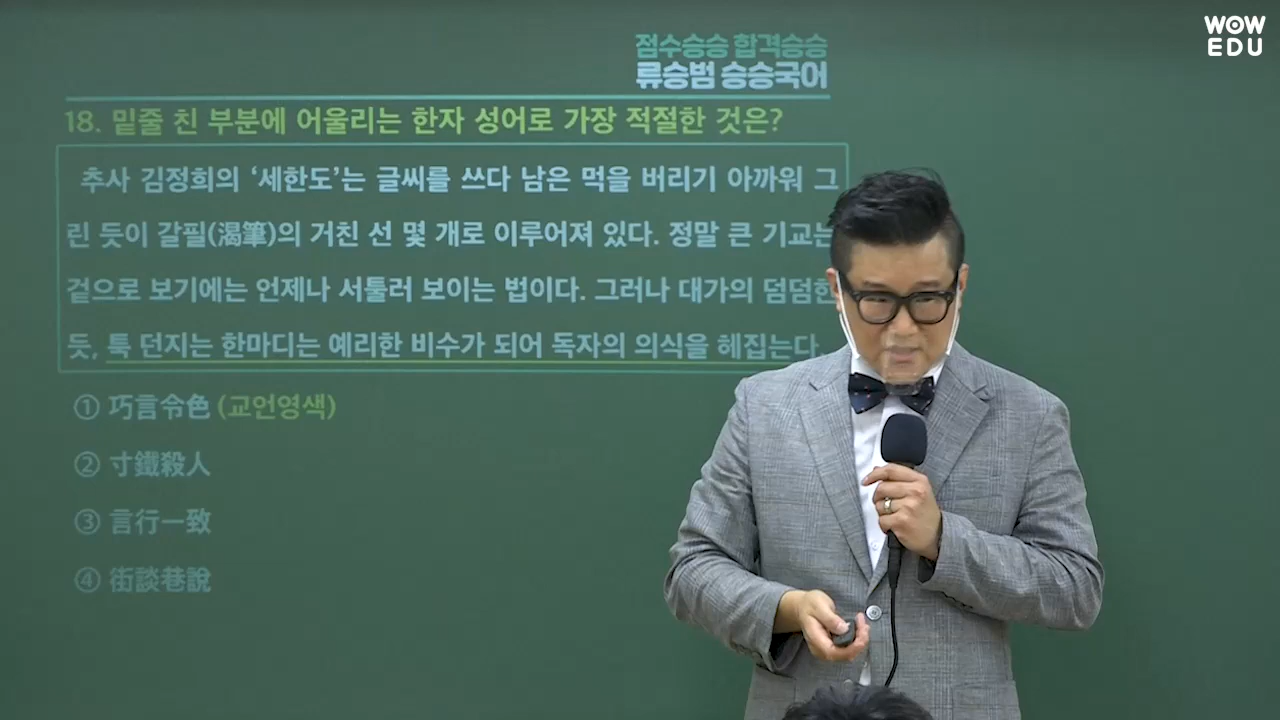 WOW
EDU
점수승승 합격승승
류승범 승승국어
18. 밑줄 친 부분에 어울리는 한자 성어로 가장 적절한 것은?
추사 김정희의 ‘세한도’는 글씨를 쓰다 남은 먹을 버리기 아까워 그
린 듯이 갈필(渴筆)의 거친 선 몇 개로 이루어져 있다. 정말 큰 기교는
겉으로 보기에는 언제나 서툴러 보이는 법이다. 그러나 대가의 덤덤한
듯, 툭 던지는 한마디는 예리한 비수가 되어 독자의 의식을 헤집는다.
① 巧言令色 (교언영색)
② 寸鐵殺人
③ 言行一致
④ 街談巷說